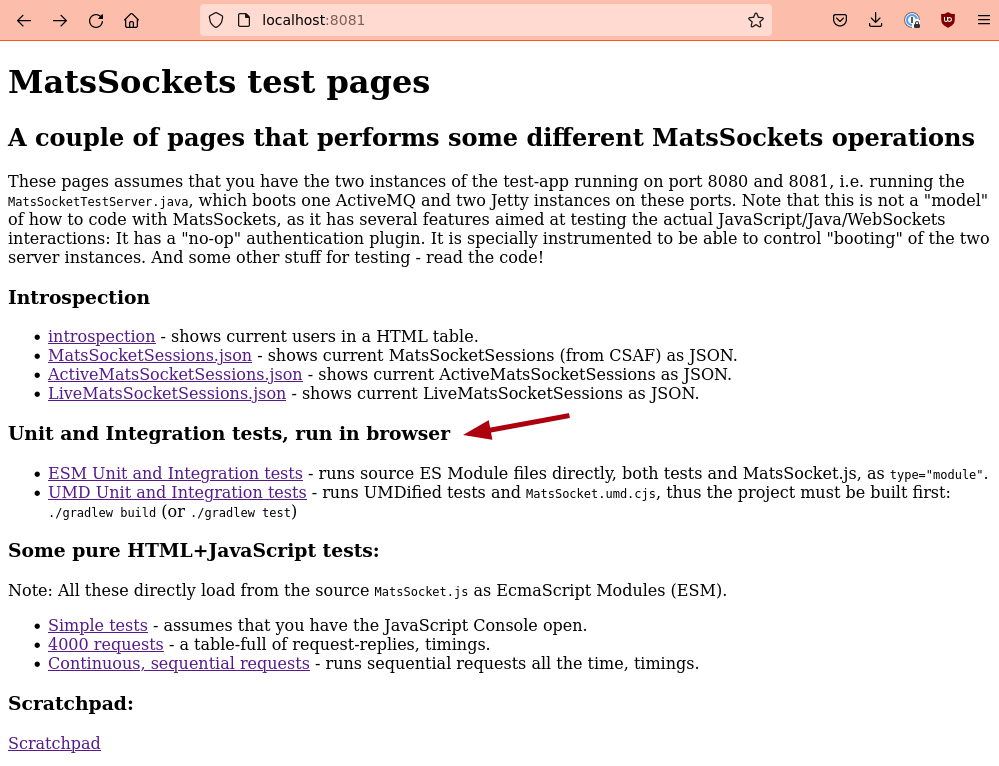 localhost:8081
MatsSockets test pages
A couple of pages that performs some different MatsSockets operations
These pages assumes that you have the two instances of the test-app running on port 8080 and 8081, i.e. running the
MatsSocketTestServer.java, which boots one ActiveMQ and two Jetty instances on these ports. Note that this is not a "model"
of how to code with MatsSockets, as it has several features aimed at testing the actual JavaScript/Java/WebSockets
interactions: It has a "no-op" authentication plugin. It is specially instrumented to be able to control "booting" of the two
server instances. And some other stuff for testing - read the code!
Introspection
• introspection - shows current users in a HTML table.
• MatsSocketSessions.json - shows current MatsSocketSessions (from CSAF) as JSON.
• ActiveMatsSocketSessions.json - shows current ActiveMatsSocketSessions as JSON.
• LiveMatsSocketSessions.json - shows current LiveMatsSocketSessions as JSON.
Unit and Integration tests, run in browser
• ESM Unit and Integration tests - runs source ES Module files directly, both tests and MatsSocket.js, as type="module".
• UMD Unit and Integration tests - runs UMDified tests and MatsSocket.umd.cjs, thus the project must be built first:
./gradlew build (or ./gradlew test)
Some pure HTML+JavaScript tests:
Note: All these directly load from the source MatsSocket.js as EcmaScript Modules (ESM).
• Simple tests - assumes that you have the JavaScript Console open.
• 4000 requests - a table-full of request-replies, timings.
• Continuous, sequential requests - runs sequential requests all the time, timings.
Scratchpad:
Scratchpad